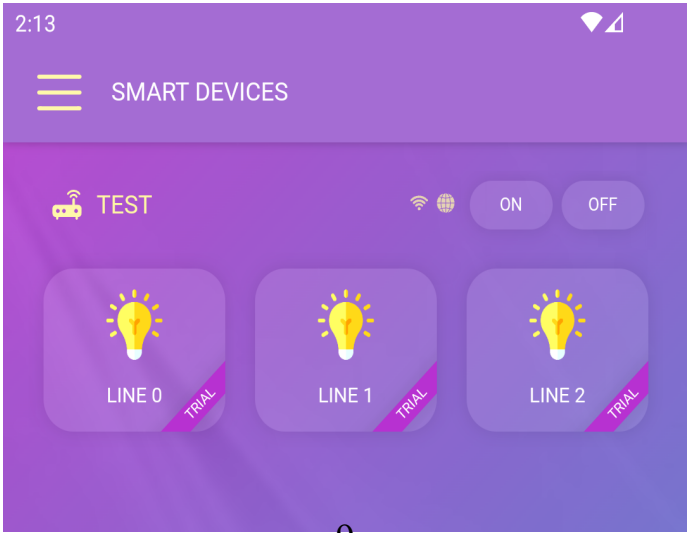 2:13
SMART DEVICES
TEST ON OFF
LINE 0 LINE 1 LINE 2
TRIAL TRIAL TRIAL